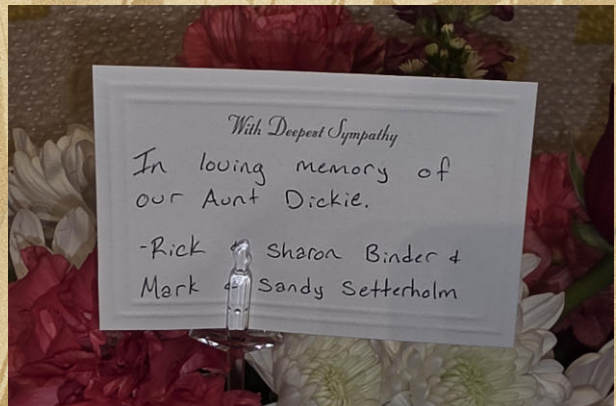 With Deepest Sympathy
In loving memory of
our Aunt Dickie.
-Rick & Sharon Binder &
Mark & Sandy Setterholm